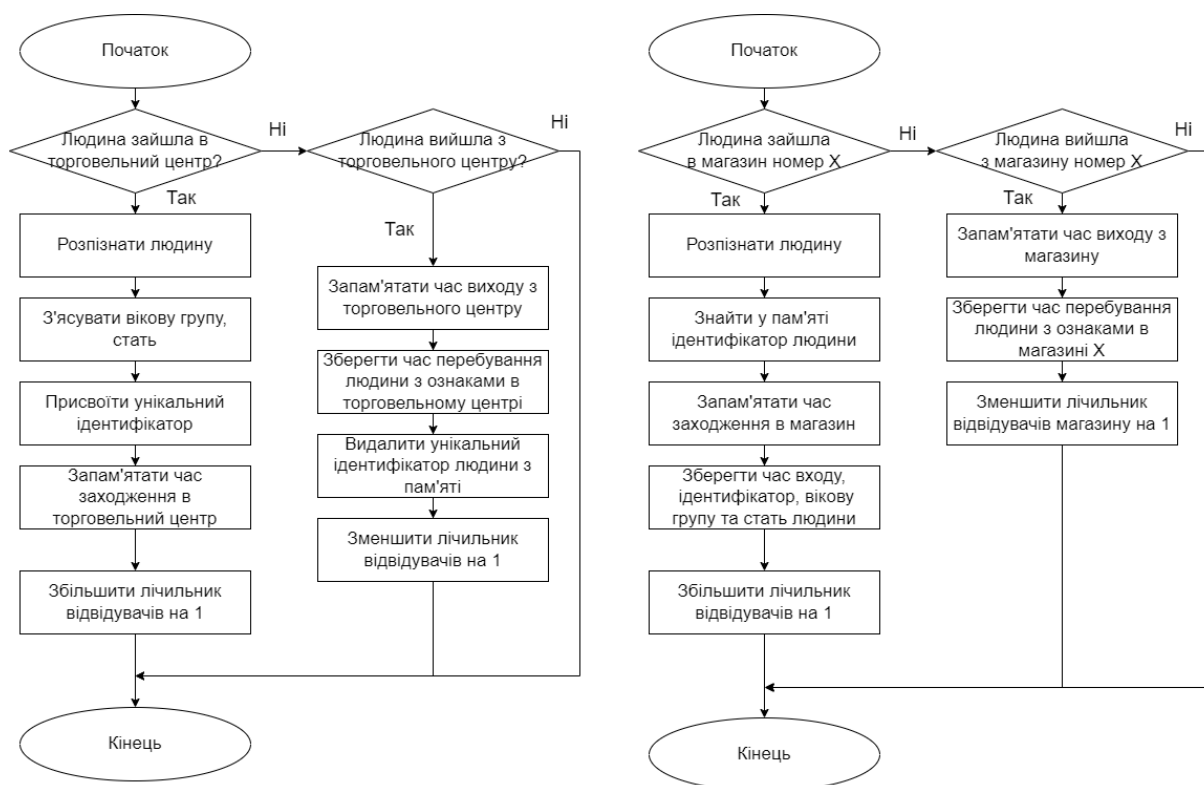 Початок
Людина зайшла в
торговельний центр?
Ні
Людина вийшла з
торговельного центру?
Ні
Так
Розпізнати людину
З'ясувати вікову групу,
стать
Присвоїти унікальний
ідентифікатор
Запам'ятати час
заходження в
торговельний центр
Збільшити лічильник
відвідувачів на 1
Так
Запам'ятати час виходу з
торговельного центру
Зберегти час перебування
людини з ознаками в
торговельному центрі
Видалити унікальний
ідентифікатор людини з
пам'яті
Зменшити лічильник
відвідувачів на 1
Кінець
Початок
Людина зайшла
в магазин номер X
Ні
Людина вийшла
з магазину номер X
Ні
Так
Розпізнати людину
Знайти у пам'яті
ідентифікатор людини
Запам'ятати час
заходження в магазин
Зберегти час входу,
ідентифікатор, вікову
групу та стать людини
Збільшити лічильник
відвідувачів на 1
Так
Запам'ятати час виходу з
магазину
Зберегти час перебування
людини з ознаками в
магазині X
Зменшити лічильник
відвідувачів магазину на 1
Кінець